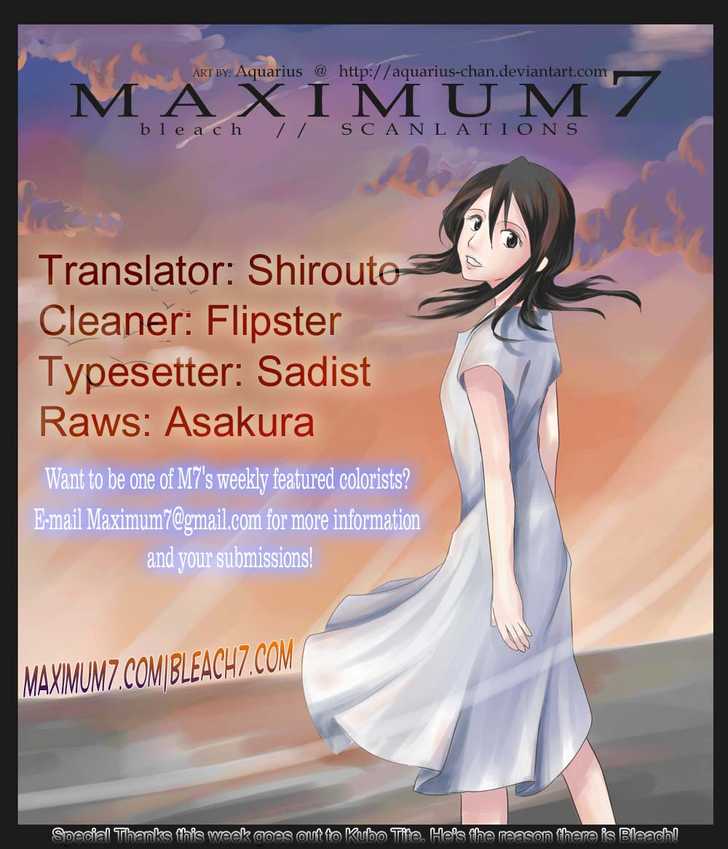 ART BY: Aquarius @ http://aquarius-chan.deviantart.com
MAXIMUM7
bleach // SCANLATIONS
Translator: Shirouto
Cleaner: Flipster
Typesetter: Sadist
Raws: Asakura
Want to be one of M7's weekly featured colorists?
E-mail Maximum7@gmail.com for more information
and your submissions!
MAXIMUM7.COM|BLEACH7.COM
Special Thanks this week goes out to Kubo Tite. He's the reason there is Bleach!